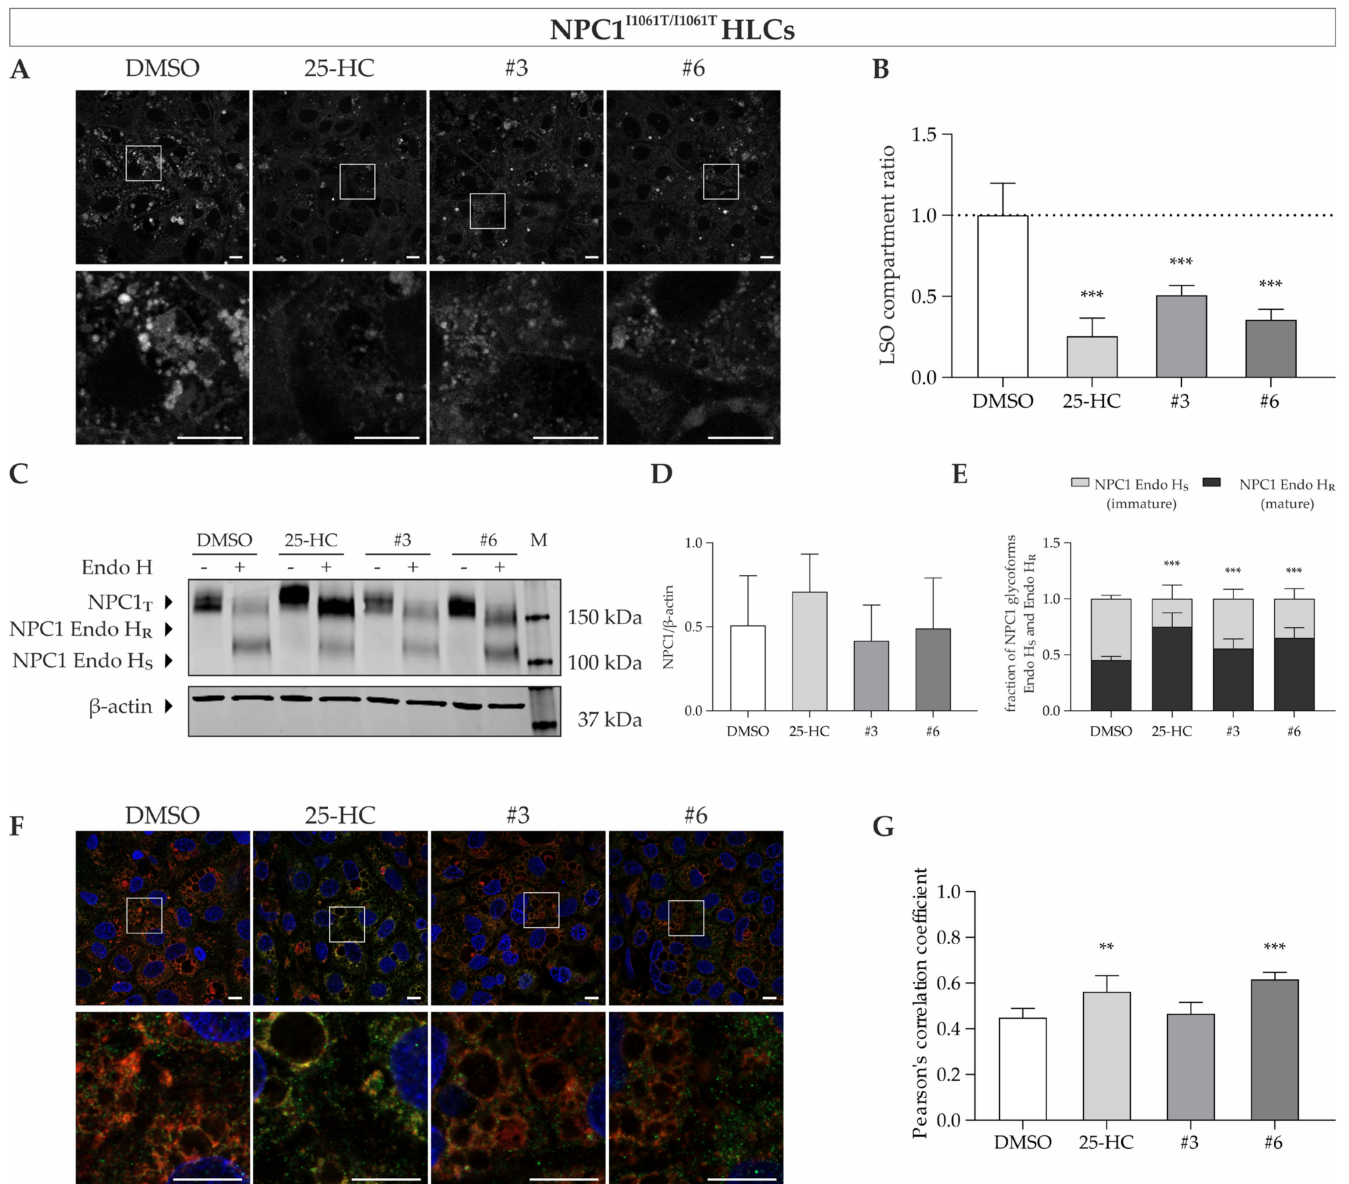 NPC1^I1061T/I1061T HLCs
A
DMSO 25-HC #3 #6
B
LSO compartment ratio
1.5
1.0
0.5
0.0
*** *** ***
DMSO 25-HC #3 #6
C
DMSO 25-HC #3 #6 M
Endo H - + - + - + - +
NPC1T
NPC1 Endo HR
NPC1 Endo HS
β-actin
150 kDa
100 kDa
37 kDa
D
NPC1/β-actin
1.0
0.5
0.0
DMSO 25-HC #3 #6
E
NPC1 Endo HS
(immature)
NPC1 Endo HR
(mature)
fraction of NPC1 glycoforms
Endo HS and Endo HR
1.5
1.0
0.5
0.0
*** *** ***
DMSO 25-HC #3 #6
F
DMSO 25-HC #3 #6
G
Pearson's correlation coefficient
1.0
0.8
0.6
0.4
0.2
0.0
** ***
DMSO 25-HC #3 #6